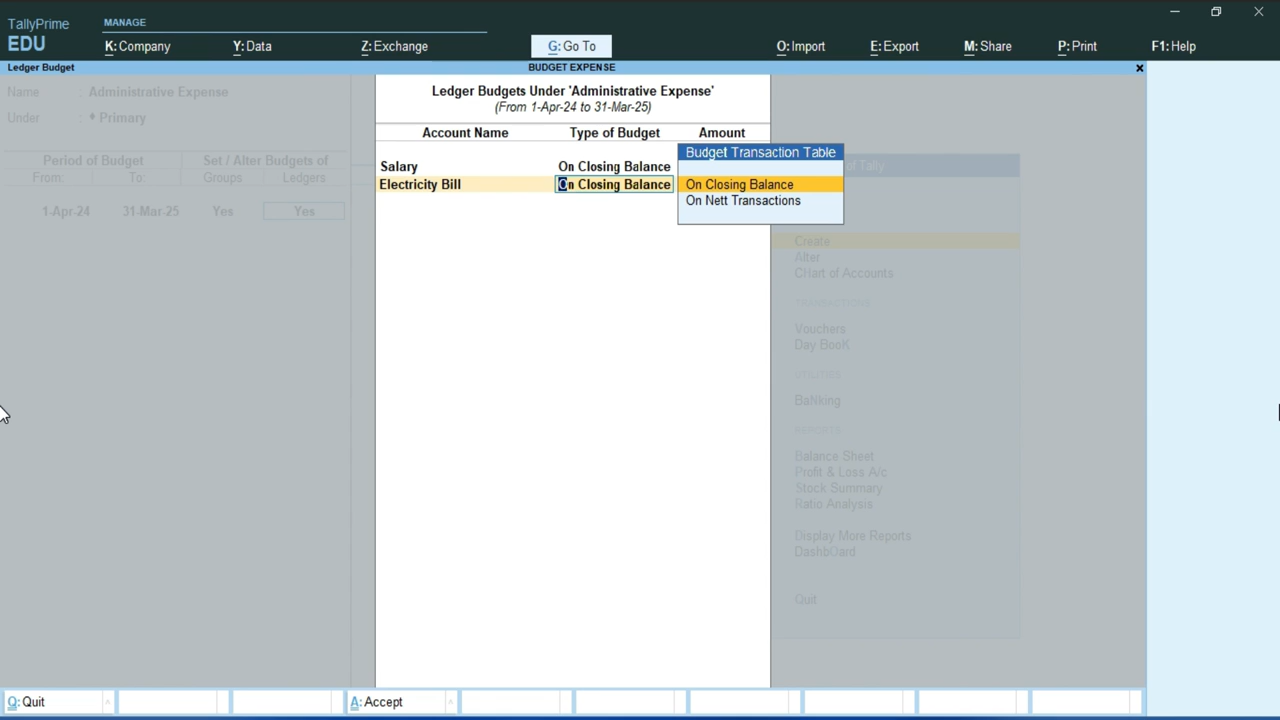 TallyPrime
EDU
MANAGE
K: Company
Y: Data
Z: Exchange
G: Go To
O: Import
E: Export
M: Share
P: Print
F1: Help
Ledger Budget
BUDGET EXPENSE
Name : Administrative Expense
Under : ♦ Primary
Period of Budget Set / Alter Budgets of
From: To: Groups Ledgers
1-Apr-24 31-Mar-25 Yes Yes
Ledger Budgets Under 'Administrative Expense'
(From 1-Apr-24 to 31-Mar-25)
Account Name Type of Budget Amount
Salary On Closing Balance
Electricity Bill On Closing Balance
Budget Transaction Table
On Closing Balance
On Nett Transactions
of Tally
Create
Alter
CHart of Accounts
TRANSACTIONS
Vouchers
Day BooK
UTILITIES
BaNking
REPORTS
Balance Sheet
Profit & Loss A/c
Stock Summary
Ratio Analysis
Display More Reports
DashbOard
Quit
Q: Quit
A: Accept